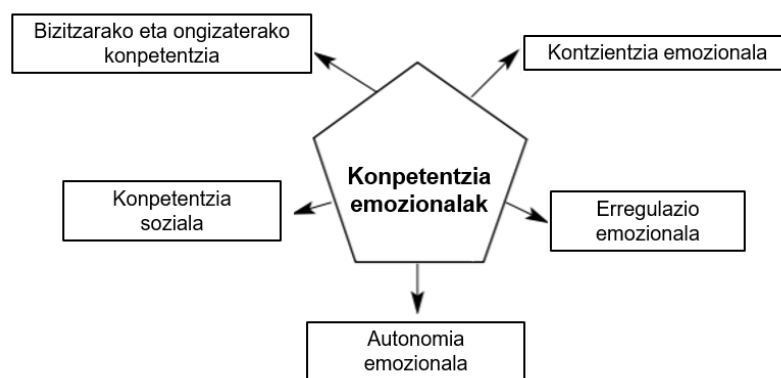 Bizitzarako eta ongizaterako
konpetentzia
Kontzientzia emozionala
Konpetentzia
emozionalak
Konpetentzia
soziala
Erregulazio
emozionala
Autonomia
emozionala